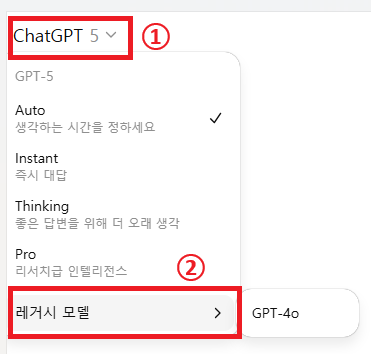 ChatGPT 5 ①
GPT-5
Auto
생각하는 시간을 정하세요
Instant
즉시 대답
Thinking
좋은 답변을 위해 더 오래 생각
Pro
리서치급 인텔리전스
②
레거시 모델
GPT-4o